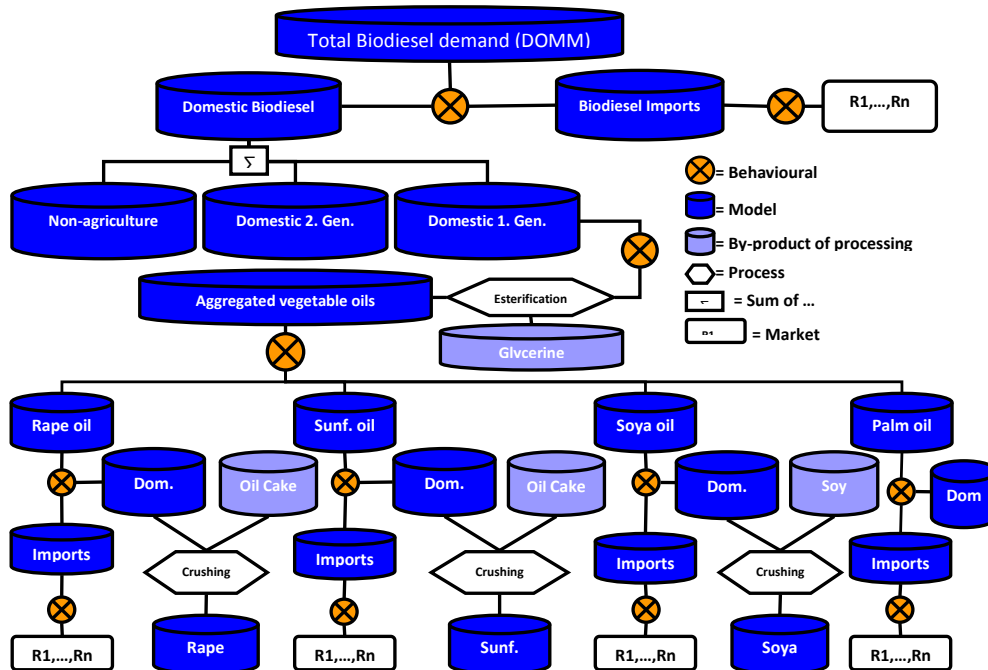 Total Biodiesel demand (DOMM)
Domestic Biodiesel
Biodiesel Imports
R1,...,Rn
Σ
= Behavioural
Non-agriculture
Domestic 2. Gen.
Domestic 1. Gen.
= Model
= By-product of processing
= Process
Aggregated vegetable oils
Esterification
= Sum of ...
Glycerine
= Market
Rape oil
Sunf. oil
Soya oil
Palm oil
Dom.
Oil Cake
Dom.
Oil Cake
Dom.
Soy
Dom
Imports
Crushing
Imports
Crushing
Imports
Crushing
Imports
R1,...,Rn
Rape
R1,...,Rn
Sunf.
R1,...,Rn
Soya
R1,...,Rn